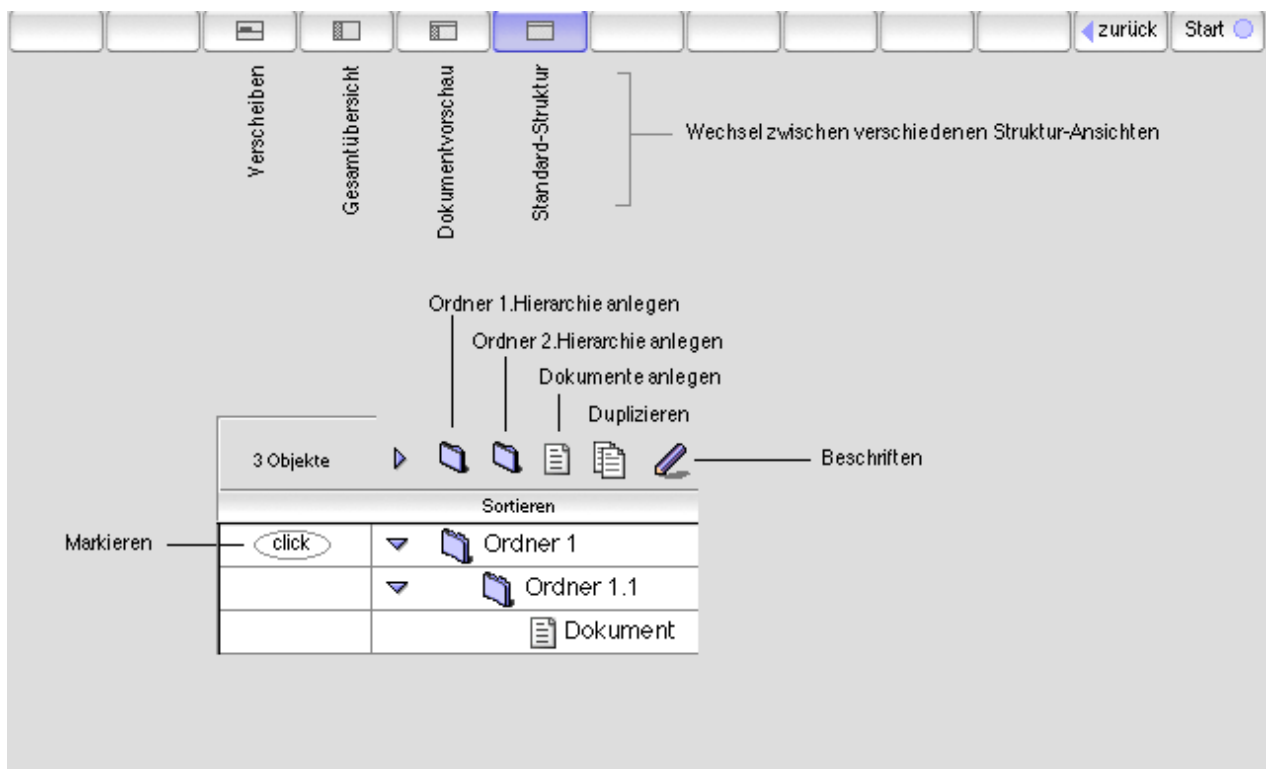 zurück
Start
Verscheiben
Gesamtübersicht
Dokumentvorschau
Standard-Struktur
Wechsel zwischen verschiedenen Struktur-Ansichten
Ordner 1.Hierarchie anlegen
Ordner 2.Hierarchie anlegen
Dokumente anlegen
Duplizieren
3 Objekte
Beschriften
Sortieren
Markieren
click
Ordner 1
Ordner 1.1
Dokument